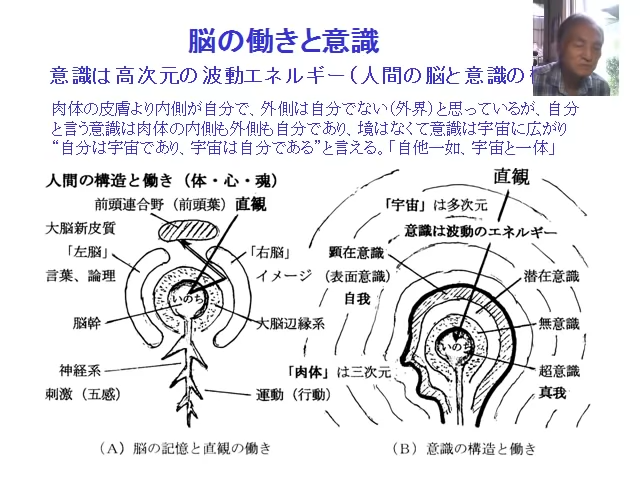 脳の働きと意識
意識は高次元の波動エネルギー(人間の脳と意識の
肉体の皮膚より内側が自分で、外側は自分でない(外界)と思っているが、自分
と言う意識は肉体の内側も外側も自分であり、境はなくて意識は宇宙に広がり
“自分は宇宙であり、宇宙は自分である”と言える。「自他一如、宇宙と一体」
人間の構造と働き(体・心・魂)
前頭連合野(前頭葉)直観
大脳新皮質
「左脳」
「右脳」
言葉、論理
イメージ
いのち
脳幹
大脳辺縁系
神経系
刺激(五感)
運動(行動)
(A)脳の記憶と直観の働き
直観
「宇宙」は多次元
意識は波動のエネルギー
顕在意識
(表面意識)
自我
潜在意識
無意識
いのち
超意識
真我
「肉体」は三次元
(B)意識の構造と働き